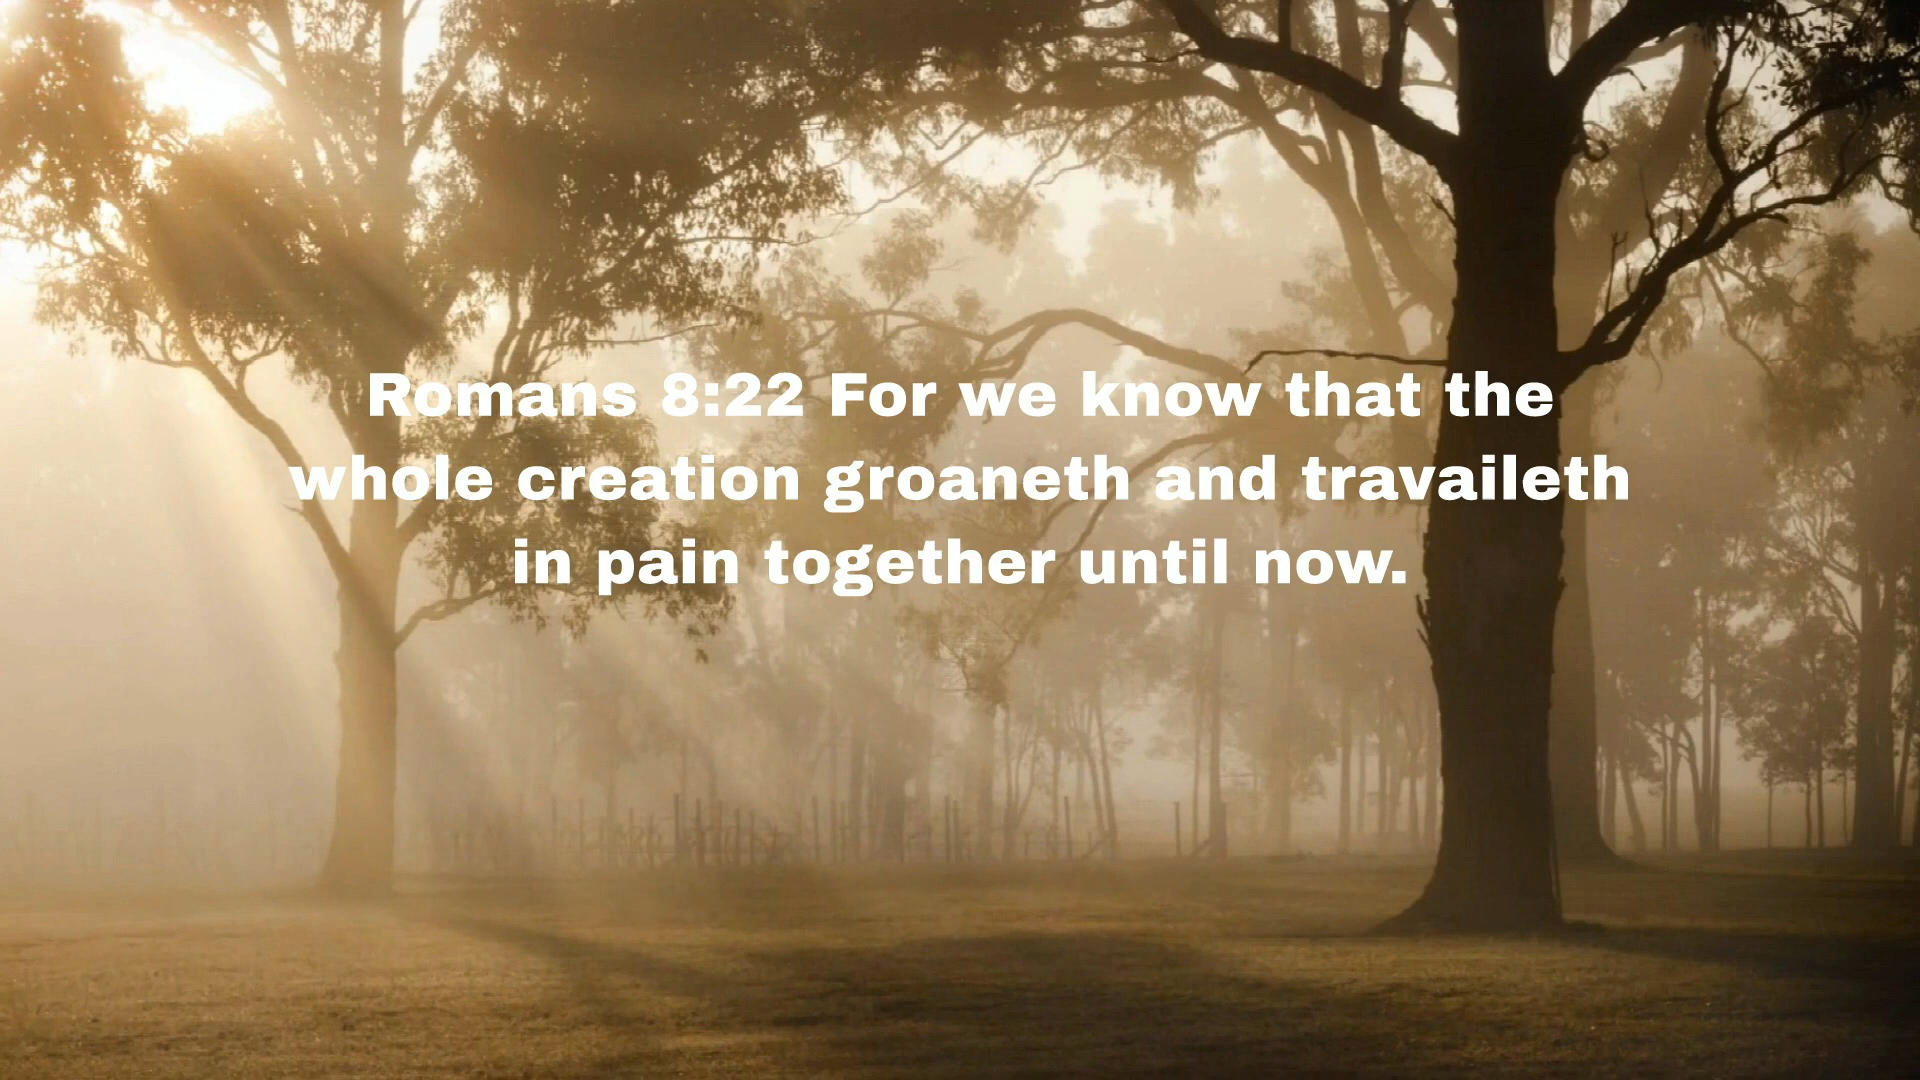 Romans 8:22 For we know that the
whole creation groaneth and travaileth
in pain together until now.